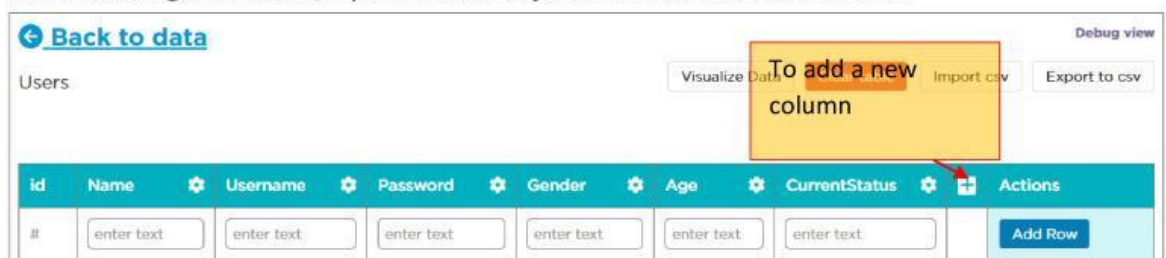 Back to data
Debug view
Users
Visualize Data
Import csv
Export to csv
To add a new
column
id Name Username Password Gender Age CurrentStatus + Actions
# enter text enter text enter text enter text enter text enter text Add Row